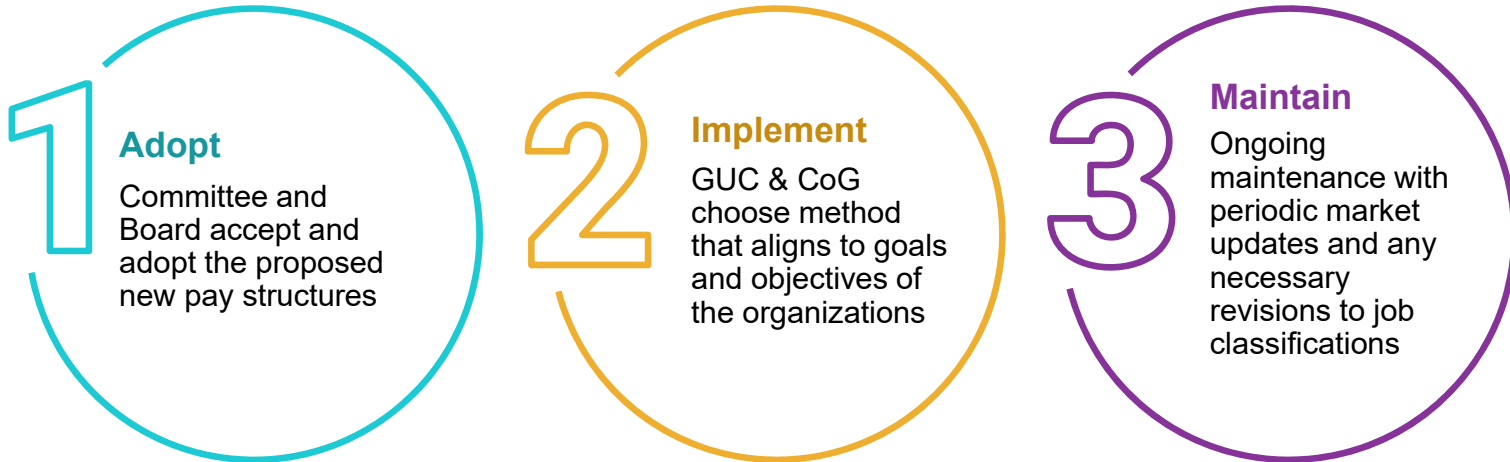 1
Adopt
Committee and
Board accept and
adopt the proposed
new pay structures
2
Implement
GUC & CoG
choose method
that aligns to goals
and objectives of
the organizations
3
Maintain
Ongoing
maintenance with
periodic market
updates and any
necessary
revisions to job
classifications